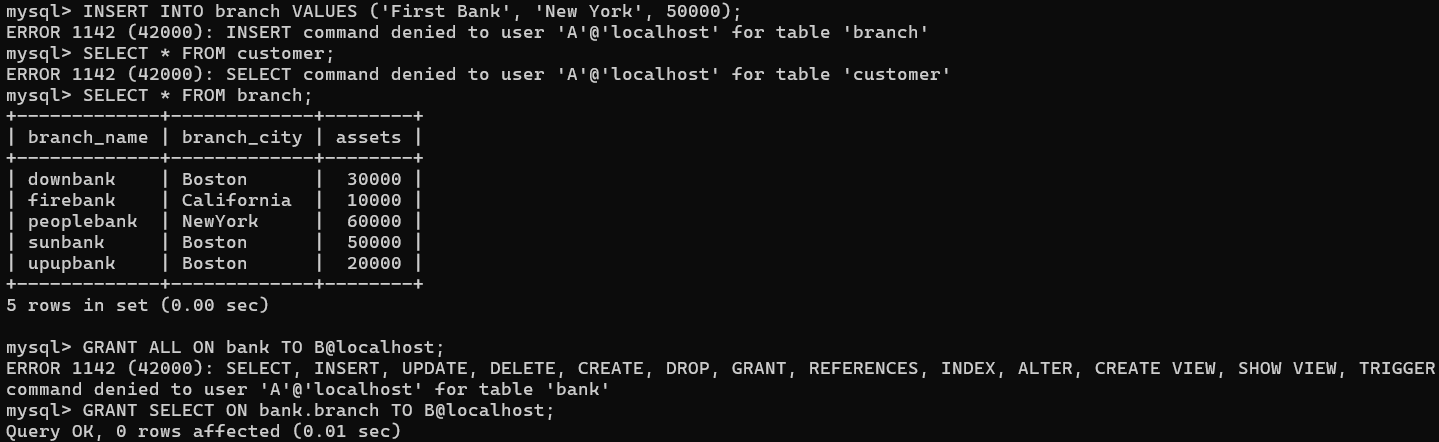 mysql> INSERT INTO branch VALUES ('First Bank', 'New York', 50000);
ERROR 1142 (42000): INSERT command denied to user 'A'@'localhost' for table 'branch'
mysql> SELECT * FROM customer;
ERROR 1142 (42000): SELECT command denied to user 'A'@'localhost' for table 'customer'
mysql> SELECT * FROM branch;
+-------------+-------------+--------+
| branch_name | branch_city | assets |
+-------------+-------------+--------+
| downbank    | Boston      |  30000 |
| firebank    | California  |  10000 |
| peoplebank  | NewYork     |  60000 |
| sunbank     | Boston      |  50000 |
| upupbank    | Boston      |  20000 |
+-------------+-------------+--------+
5 rows in set (0.00 sec)

mysql> GRANT ALL ON bank TO B@localhost;
ERROR 1142 (42000): SELECT, INSERT, UPDATE, DELETE, CREATE, DROP, GRANT, REFERENCES, INDEX, ALTER, CREATE VIEW, SHOW VIEW, TRIGGER
command denied to user 'A'@'localhost' for table 'bank'
mysql> GRANT SELECT ON bank.branch TO B@localhost;
Query OK, 0 rows affected (0.01 sec)